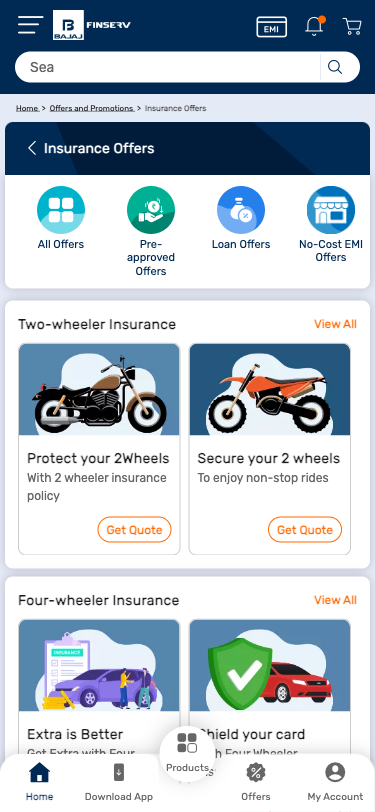 B
BAJAJ
FINSERV
EMI
Sea
Home > Offers and Promotions > Insurance Offers
Insurance Offers
All Offers
Pre-
approved
Offers
Loan Offers
No-Cost EMI
Offers
Two-wheeler Insurance
View All
Protect your 2Wheels
With 2 wheeler insurance
policy
Get Quote
Secure your 2 wheels
To enjoy non-stop rides
Get Quote
Four-wheeler Insurance
View All
INSURANCE
Extra is Better
Get Extra with Four
Shield your card
With Four Wheeler
Products
Home
Download App
Offers
My Account